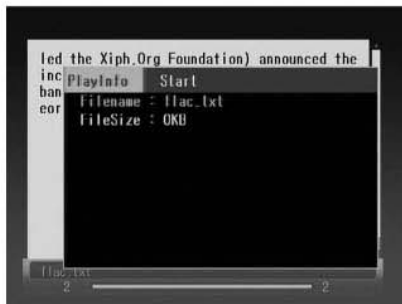 led the Xiph.Org Foundation) announced the
inc
PlayInfo Start
ban
Filename : flac.txt
eor
FileSize : 0KB
flac.txt
2 2